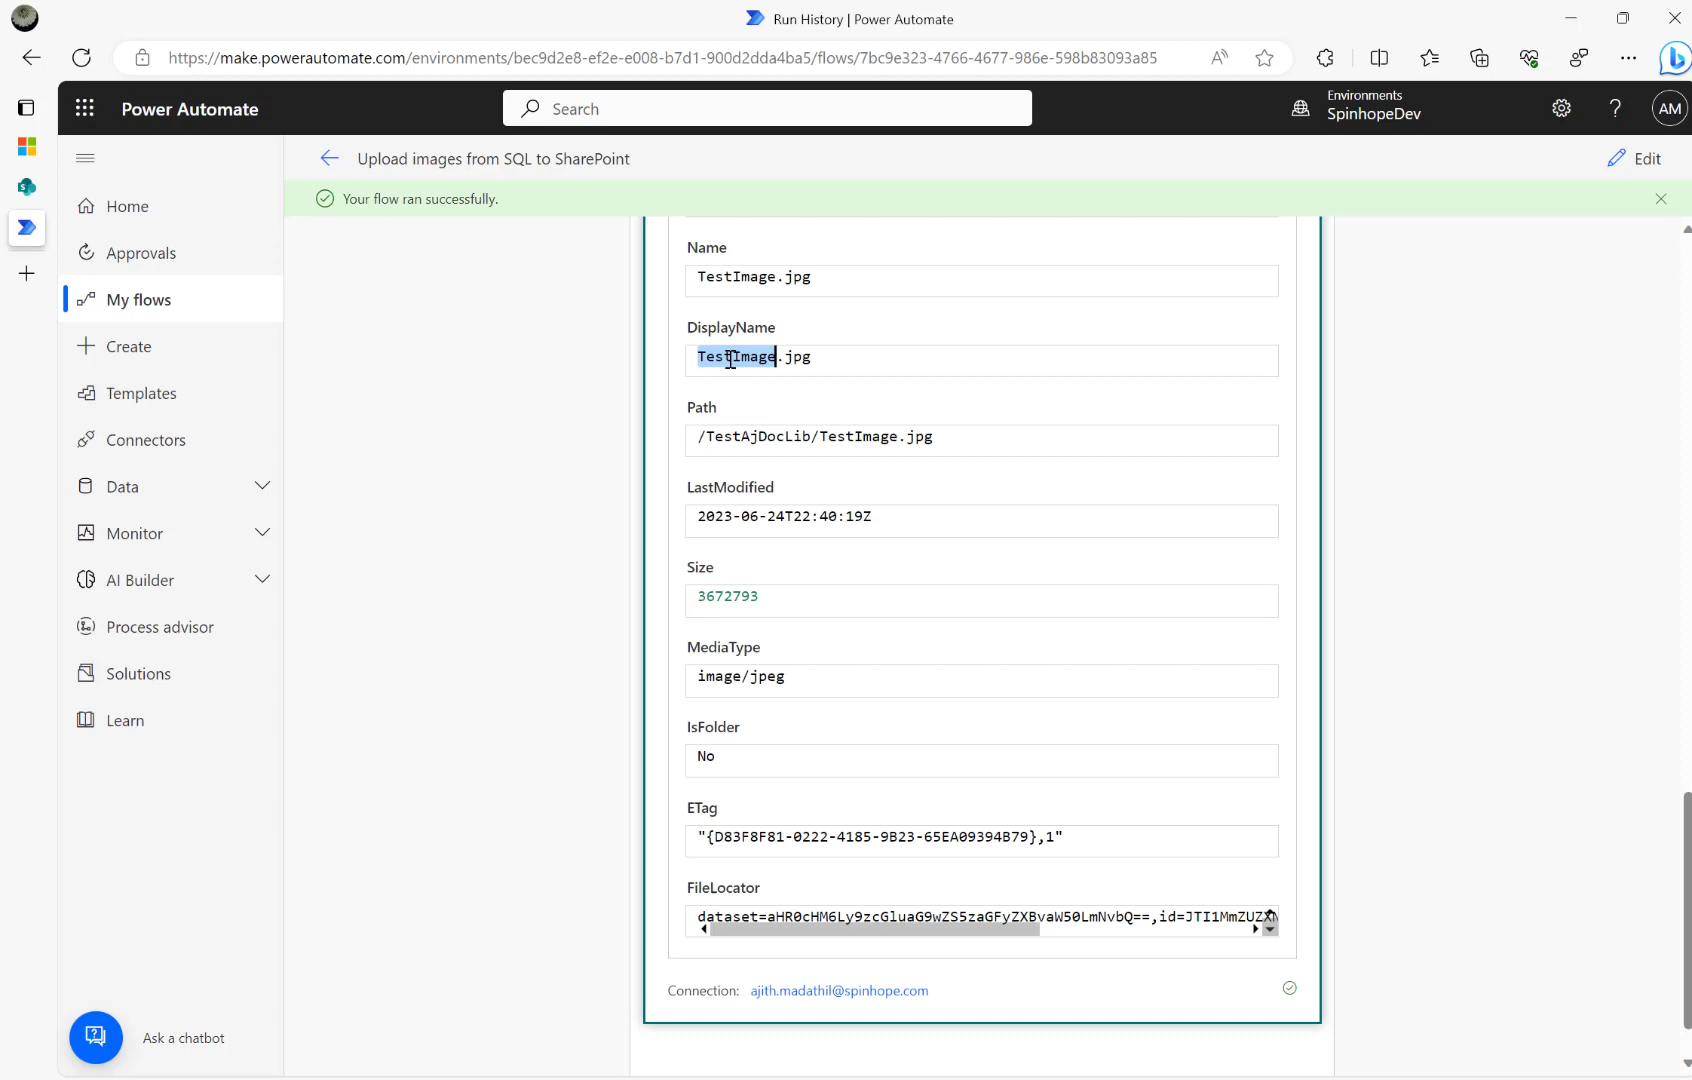 Run History | Power Automate
https://make.powerautomate.com/environments/bec9d2e8-ef2e-e008-b7d1-900d2dda4ba5/flows/7bc9e323-4766-4677-986e-598b83093a85
Power Automate
Search
Environments
SpinhopeDev
AM
Upload images from SQL to SharePoint
Edit
Your flow ran successfully.
Home
Approvals
My flows
Create
Templates
Connectors
Data
Monitor
AI Builder
Process advisor
Solutions
Learn
Ask a chatbot
Name
TestImage.jpg
DisplayName
TestImage.jpg
Path
/TestAjDocLib/TestImage.jpg
LastModified
2023-06-24T22:40:19Z
Size
3672793
MediaType
image/jpeg
IsFolder
No
ETag
"{D83F8F81-0222-4185-9B23-65EA09394B79},1"
FileLocator
Connection: ajith.madathil@spinhope.com